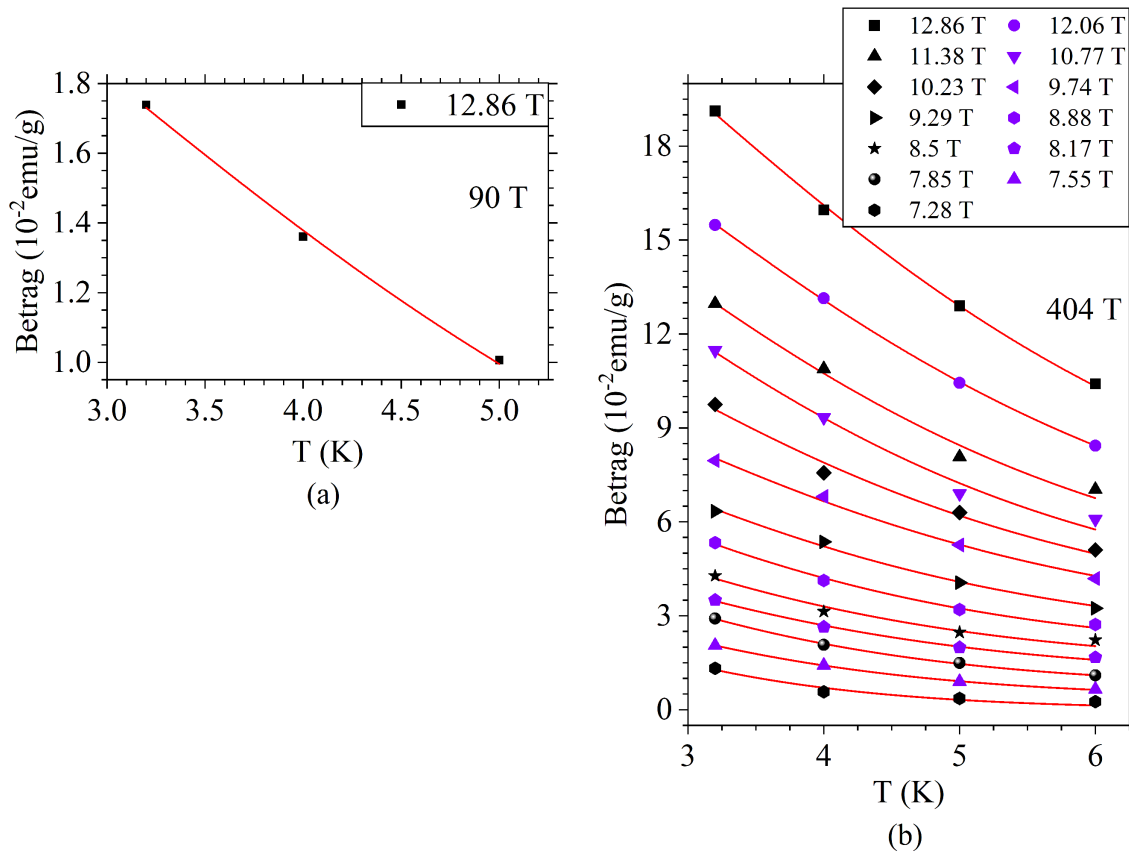 1.8
1.6
1.4
1.2
1.0
Betrag (10⁻²emu/g)
12.86 T
90 T
3.0 3.5 4.0 4.5 5.0
T (K)
(a)
12.86 T 12.06 T
11.38 T 10.77 T
10.23 T 9.74 T
9.29 T 8.88 T
8.5 T 8.17 T
7.85 T 7.55 T
7.28 T
18
15
12
9
6
3
0
Betrag (10⁻²emu/g)
404 T
3 4 5 6
T (K)
(b)